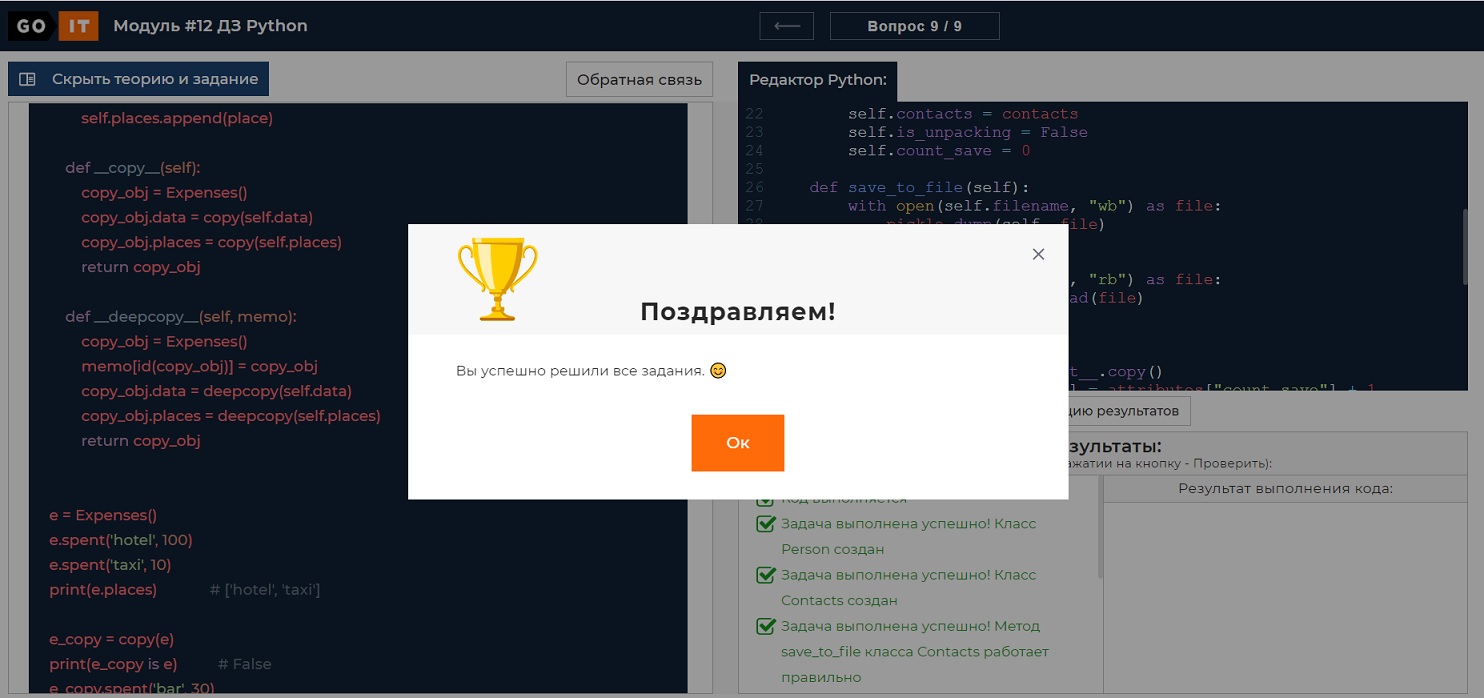 GO IT Модуль #12 ДЗ Python
Вопрос 9 / 9
Скрыть теорию и задание
Обратная связь
self.places.append(place)
def __copy__(self):
copy_obj = Expenses()
copy_obj.data = copy(self.data)
copy_obj.places = copy(self.places)
return copy_obj
def __deepcopy__(self, memo):
copy_obj = Expenses()
memo[id(copy_obj)] = copy_obj
copy_obj.data = deepcopy(self.data)
copy_obj.places = deepcopy(self.places)
return copy_obj
e = Expenses()
e.spent('hotel', 100)
e.spent('taxi', 10)
print(e.places) # ['hotel', 'taxi']
e_copy = copy(e)
print(e_copy is e) # False
e_copy.spent('bar', 30)
Редактор Python:
22 self.contacts = contacts
23 self.is_unpacking = False
24 self.count_save = 0
25
26 def save_to_file(self):
27 with open(self.filename, "wb") as file:
28 pickle.dump(self, file)
, "rb") as file:
ad(file)
t__.copy()
= attributes["count_save"] + 1
Поздравляем!
Вы успешно решили все задания. 😊
Ок
цию результатов
зультаты:
ажатии на кнопку - Проверить):
Результат выполнения кода:
Код выполняется
Задача выполнена успешно! Класс
Person создан
Задача выполнена успешно! Класс
Contacts создан
Задача выполнена успешно! Метод
save_to_file класса Contacts работает
правильно